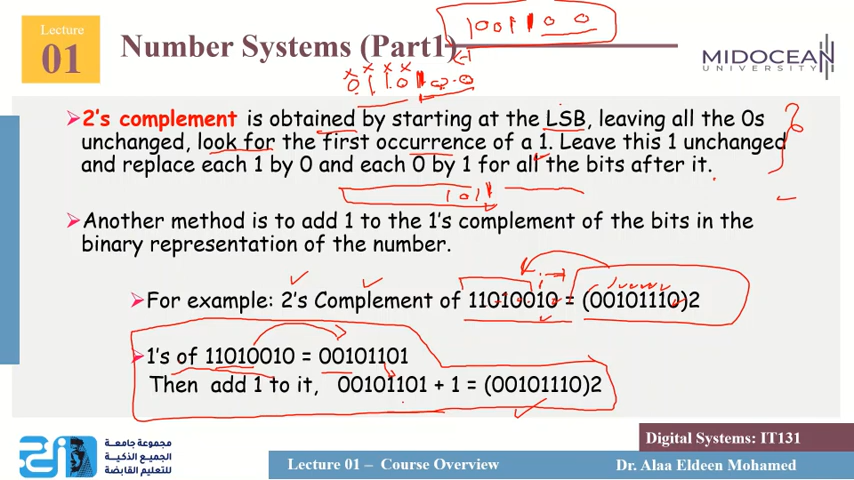 Lecture
01
Number Systems (Part1)
1001100
MIDOCEAN
UNIVERSITY
2's complement is obtained by starting at the LSB, leaving all the 0s
unchanged, look for the first occurrence of a 1. Leave this 1 unchanged
and replace each 1 by 0 and each 0 by 1 for all the bits after it.
101
Another method is to add 1 to the 1's complement of the bits in the
binary representation of the number.
For example: 2's Complement of 11010010 = (00101110)2
1's of 11010010 = 00101101
Then add 1 to it, 00101101 + 1 = (00101110)2
مجموعة جامعة
الجميع الذكية
للتعليم القابضة
Digital Systems: IT131
Lecture 01 – Course Overview
Dr. Alaa Eldeen Mohamed